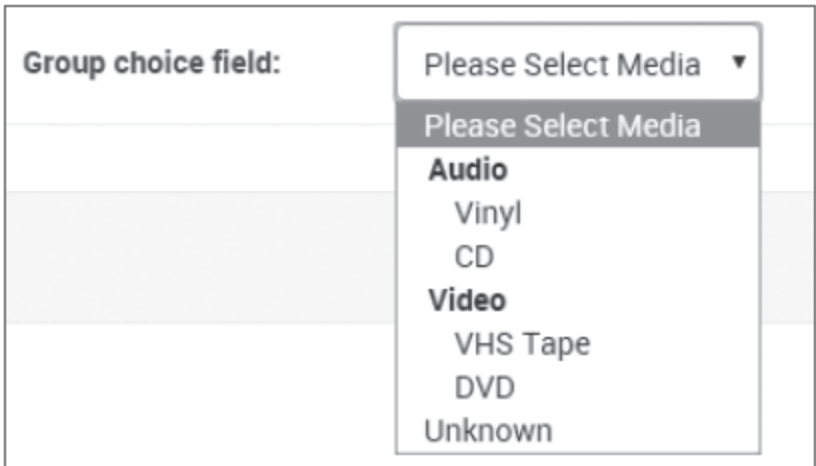 Group choice field:
Please Select Media
Please Select Media
Audio
Vinyl
CD
Video
VHS Tape
DVD
Unknown